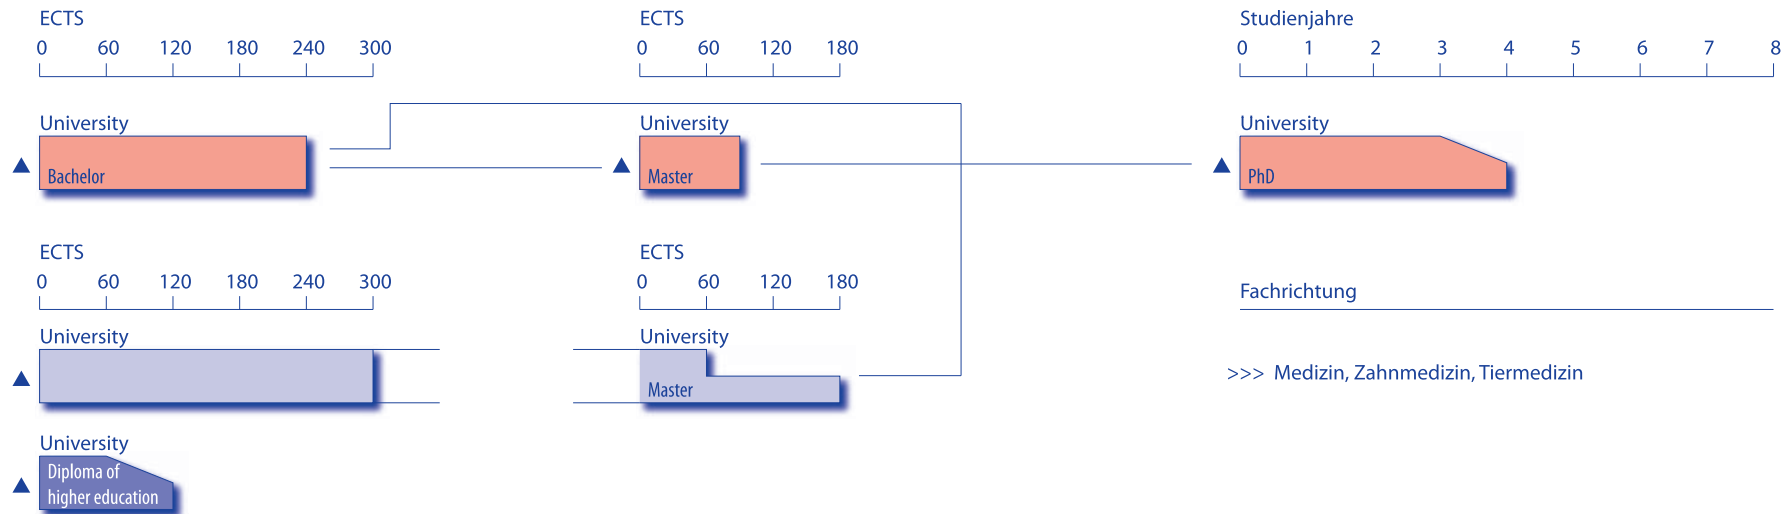 ECTS ECTS Studienjahre
0 60 120 180 240 300 0 60 120 180 0 1 2 3 4 5 6 7 8
University University University
Bachelor Master PhD
ECTS ECTS
0 60 120 180 240 300 0 60 120 180
Fachrichtung
University University
>>> Medizin, Zahnmedizin, Tiermedizin
Master
University
Diploma of
higher education